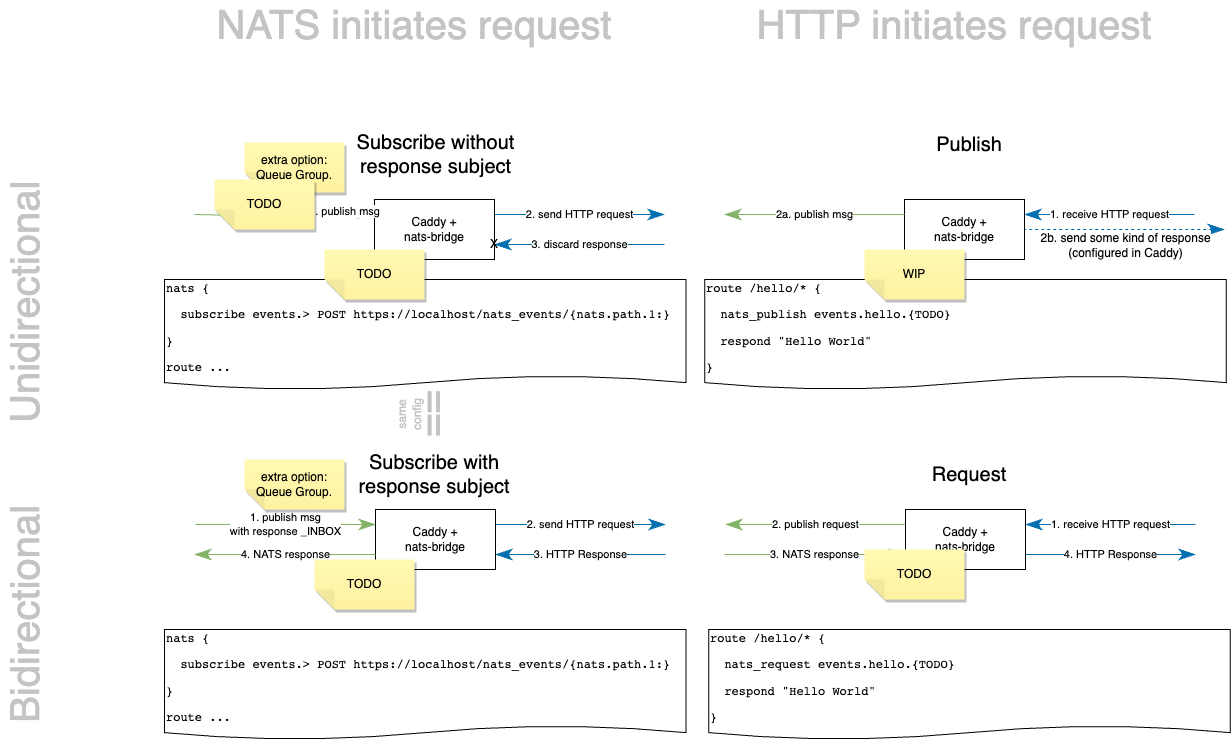 NATS initiates request
HTTP initiates request
Unidirectional
Subscribe without
response subject
extra option:
Queue Group.
TODO
. publish msg
Caddy +
nats-bridge
2. send HTTP request
X
3. discard response
TODO
nats {
subscribe events.> POST https://localhost/nats_events/{nats.path.1:}
}
route ...
Publish
2a. publish msg
Caddy +
nats-bridge
1. receive HTTP request
2b. send some kind of response
(configured in Caddy)
WIP
route /hello/* {
nats_publish events.hello.{TODO}
respond "Hello World"
}
same
config
Bidirectional
Subscribe with
response subject
extra option:
Queue Group.
1. publish msg
with response _INBOX
Caddy +
nats-bridge
2. send HTTP request
4. NATS response
3. HTTP Response
TODO
nats {
subscribe events.> POST https://localhost/nats_events/{nats.path.1:}
}
route ...
Request
2. publish request
Caddy +
nats-bridge
1. receive HTTP request
3. NATS response
4. HTTP Response
TODO
route /hello/* {
nats_request events.hello.{TODO}
respond "Hello World"
}